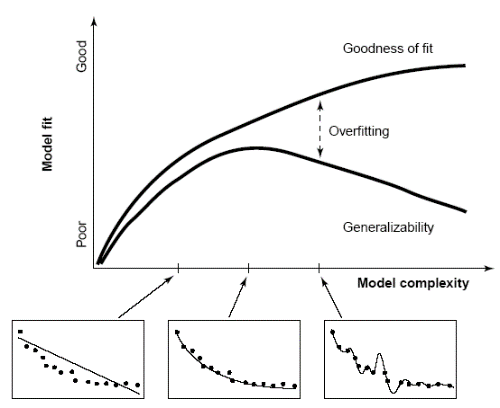 Goodness of fit
Good
Model fit
Overfitting
Poor
Generalizability
Model complexity